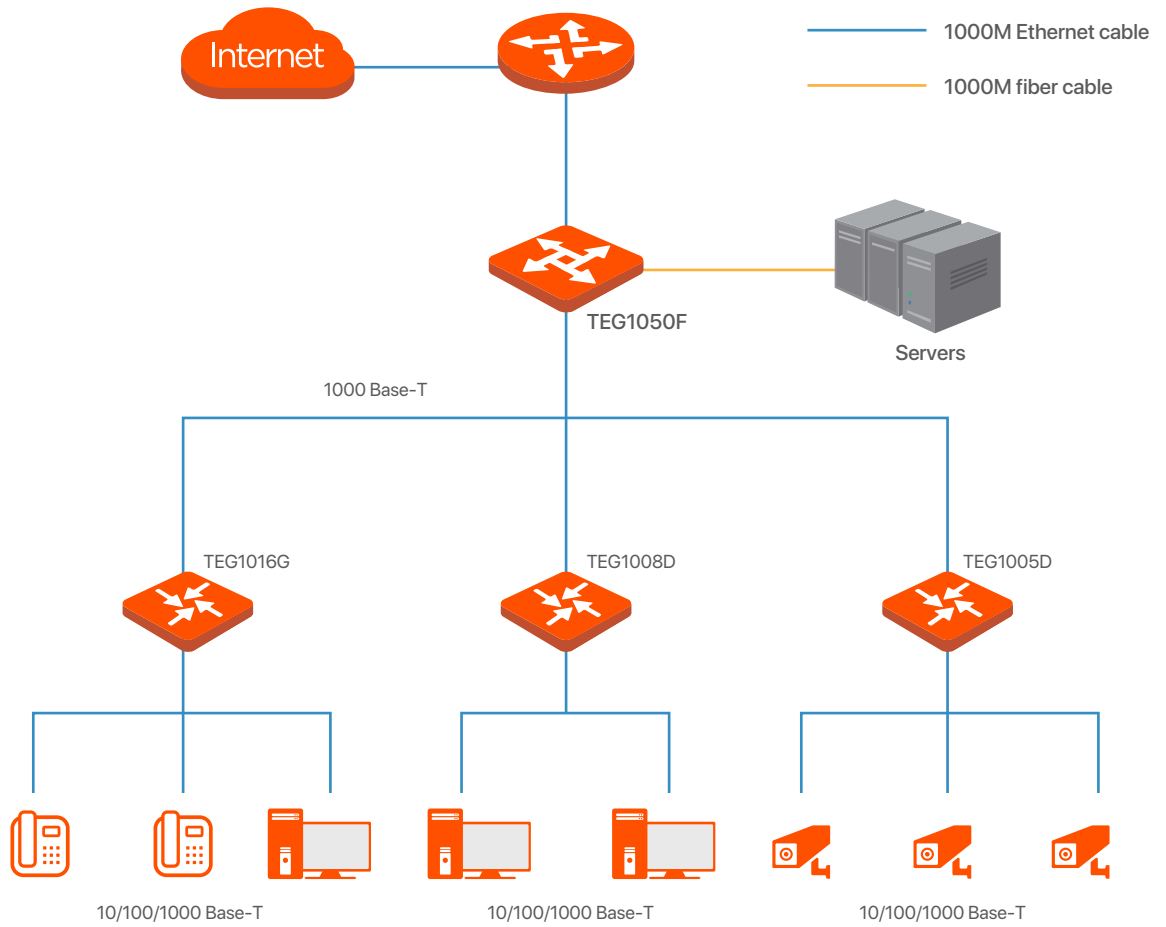 Internet
1000M Ethernet cable
1000M fiber cable
TEG1050F
Servers
1000 Base-T
TEG1016G
TEG1008D
TEG1005D
10/100/1000 Base-T
10/100/1000 Base-T
10/100/1000 Base-T